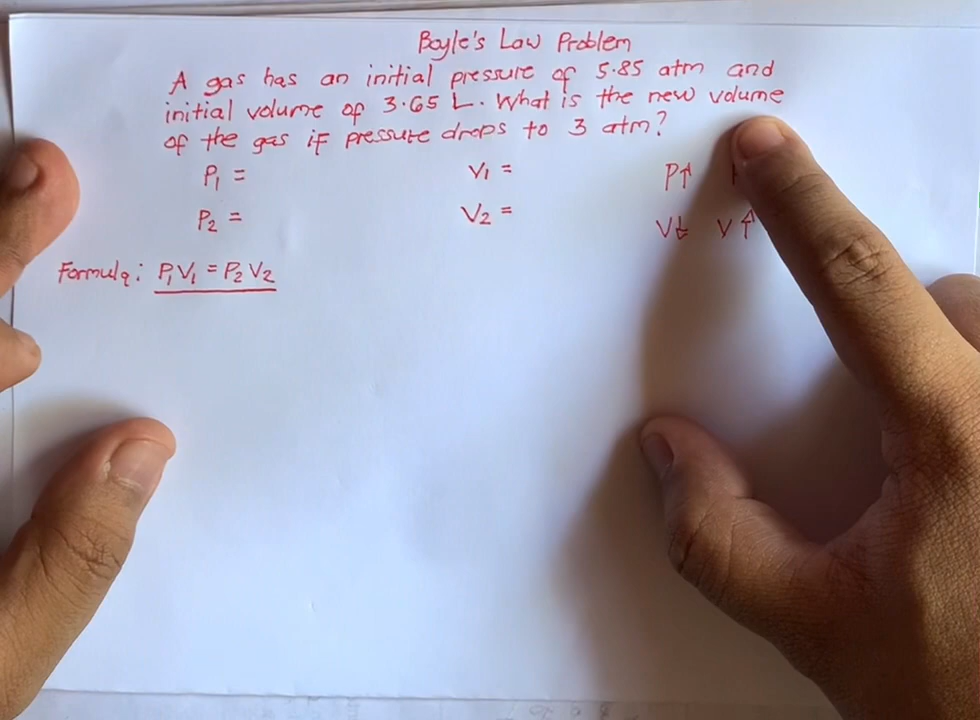 Boyle's Law Problem
A gas has an initial pressure of 5.85 atm and
initial volume of 3.65 L. What is the new volume
of the gas if pressure drops to 3 atm?
P1 = V1 = P↑
P2 = V2 = V↓ V↑
Formula: P1V1 = P2V2